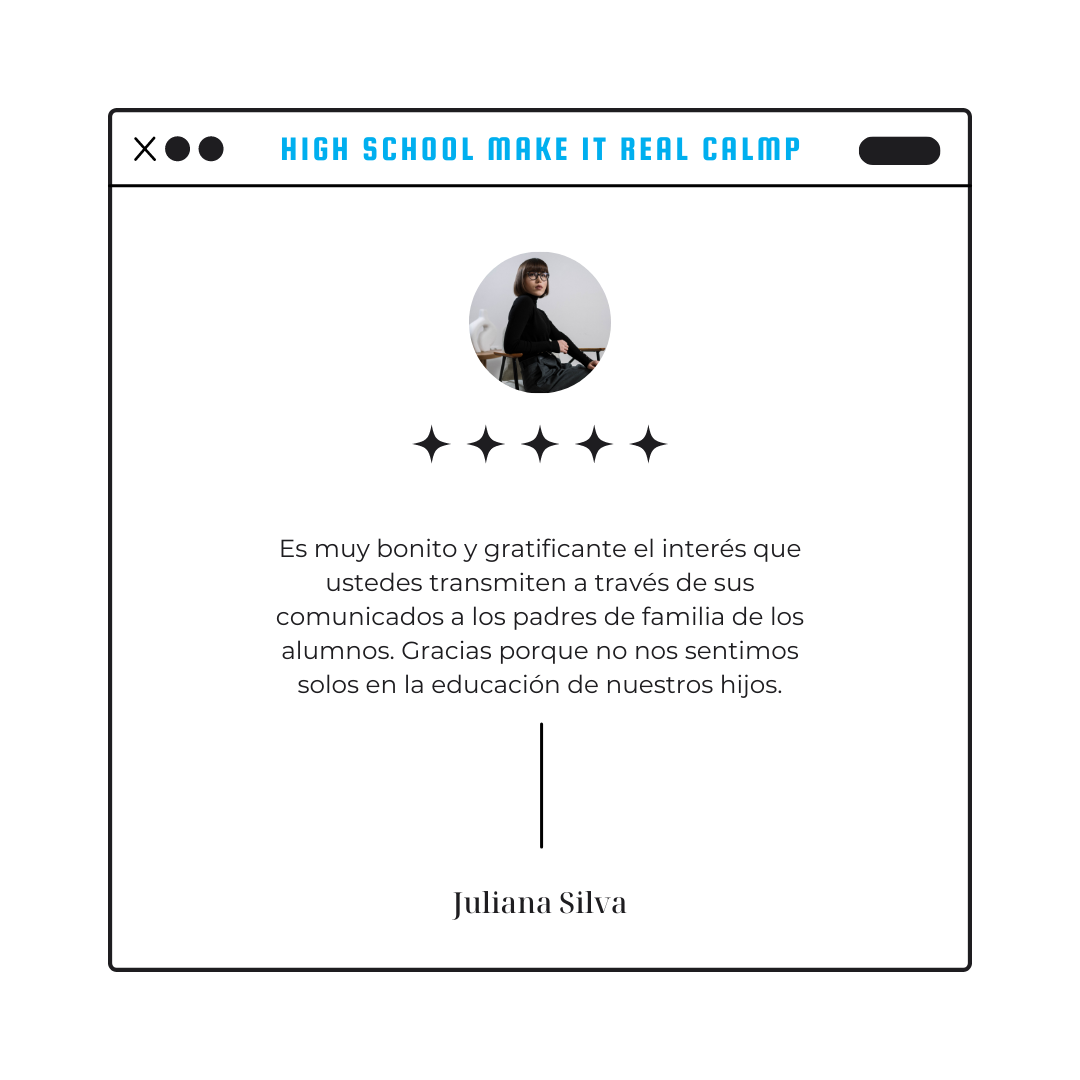 HIGH SCHOOL MAKE IT REAL CALMP
Es muy bonito y gratificante el interés que
ustedes transmiten a través de sus
comunicados a los padres de familia de los
alumnos. Gracias porque no nos sentimos
solos en la educación de nuestros hijos.
Juliana Silva